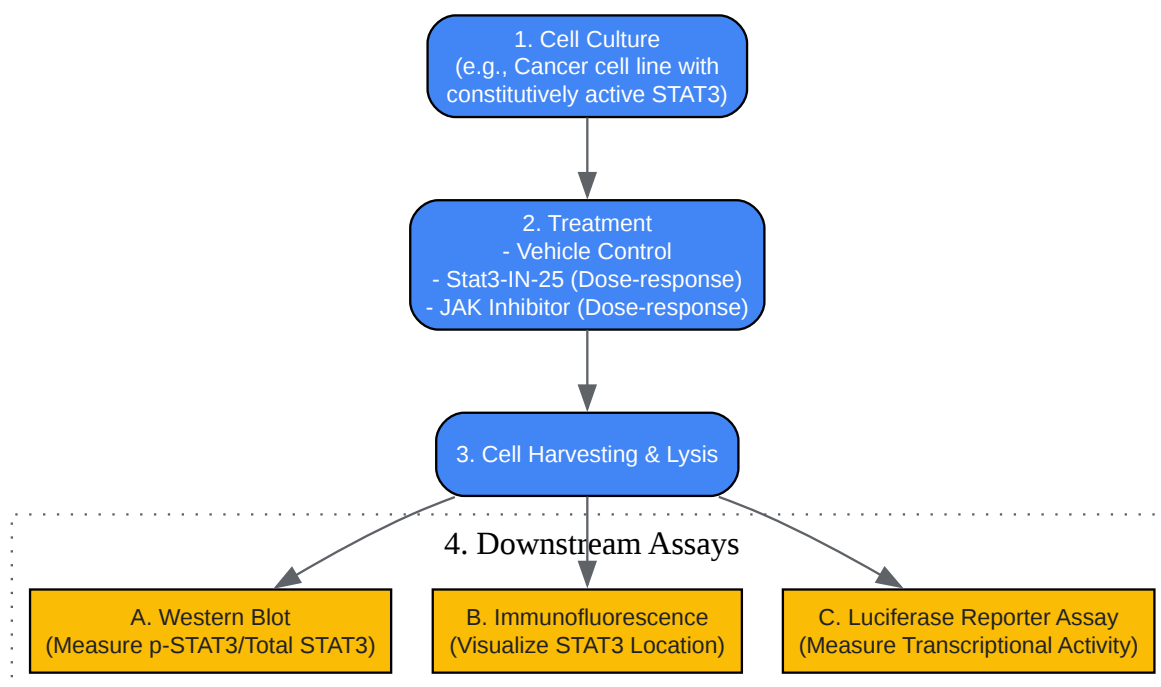 1. Cell Culture
(e.g., Cancer cell line with
constitutively active STAT3)
2. Treatment
- Vehicle Control
- Stat3-IN-25 (Dose-response)
- JAK Inhibitor (Dose-response)
3. Cell Harvesting & Lysis
4. Downstream Assays
A. Western Blot
(Measure p-STAT3/Total STAT3)
B. Immunofluorescence
(Visualize STAT3 Location)
C. Luciferase Reporter Assay
(Measure Transcriptional Activity)